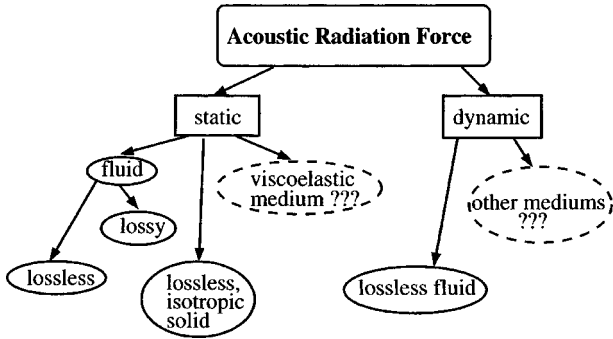 Acoustic Radiation Force
static
dynamic
fluid
viscoelastic
medium ???
other mediums
???
lossy
lossless
lossless,
isotropic
solid
lossless fluid